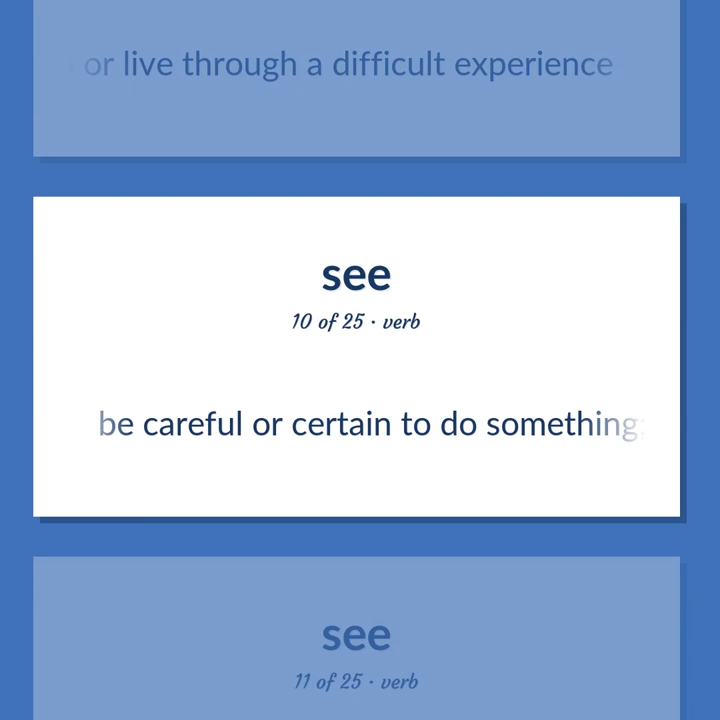 or live through a difficult experience
see
10 of 25 · verb
be careful or certain to do something;
see
11 of 25 · verb